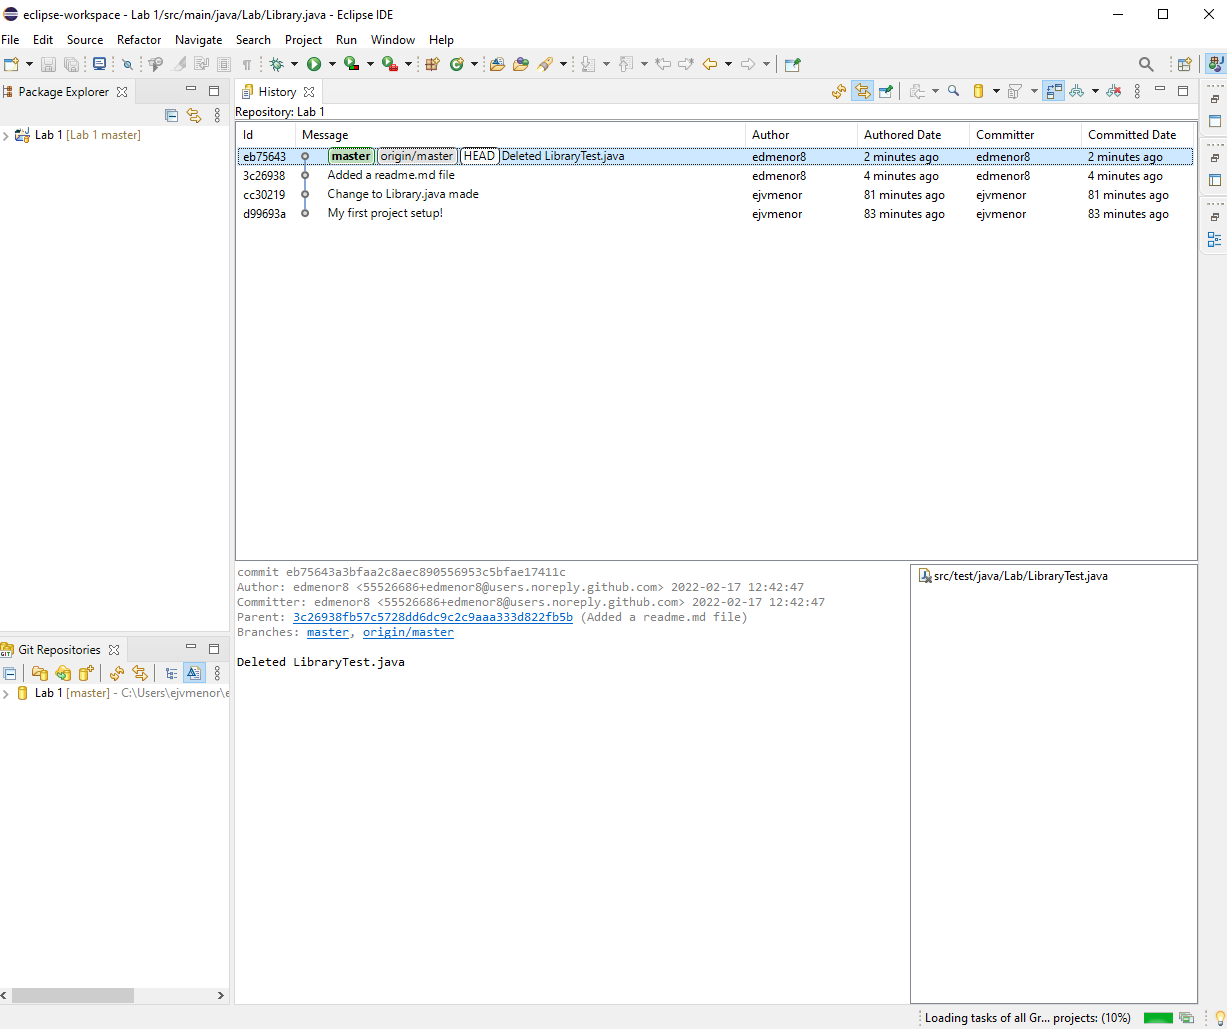 eclipse-workspace - Lab 1/src/main/java/Lab/Library.java - Eclipse IDE
File Edit Source Refactor Navigate Search Project Run Window Help
Package Explorer
Lab 1 [Lab 1 master]
History
Repository: Lab 1
Id Message Author Authored Date Committer Committed Date
eb75643 master origin/master HEAD Deleted LibraryTest.java edmenor8 2 minutes ago edmenor8 2 minutes ago
3c26938 Added a readme.md file edmenor8 4 minutes ago edmenor8 4 minutes ago
cc30219 Change to Library.java made ejvmenor 81 minutes ago ejvmenor 81 minutes ago
d99693a My first project setup! ejvmenor 83 minutes ago ejvmenor 83 minutes ago
commit eb75643a3bfaa2c8aec890556953c5bfae17411c
Author: edmenor8 <55526686+edmenor8@users.noreply.github.com> 2022-02-17 12:42:47
Committer: edmenor8 <55526686+edmenor8@users.noreply.github.com> 2022-02-17 12:42:47
Parent: 3c26938fb57c5728dd6dc9c2c9aaa333d822fb5b (Added a readme.md file)
Branches: master, origin/master
Deleted LibraryTest.java
src/test/java/Lab/LibraryTest.java
Git Repositories
Lab 1 [master] - C:\Users\ejvmenor\e
Loading tasks of all Gr... projects: (10%)